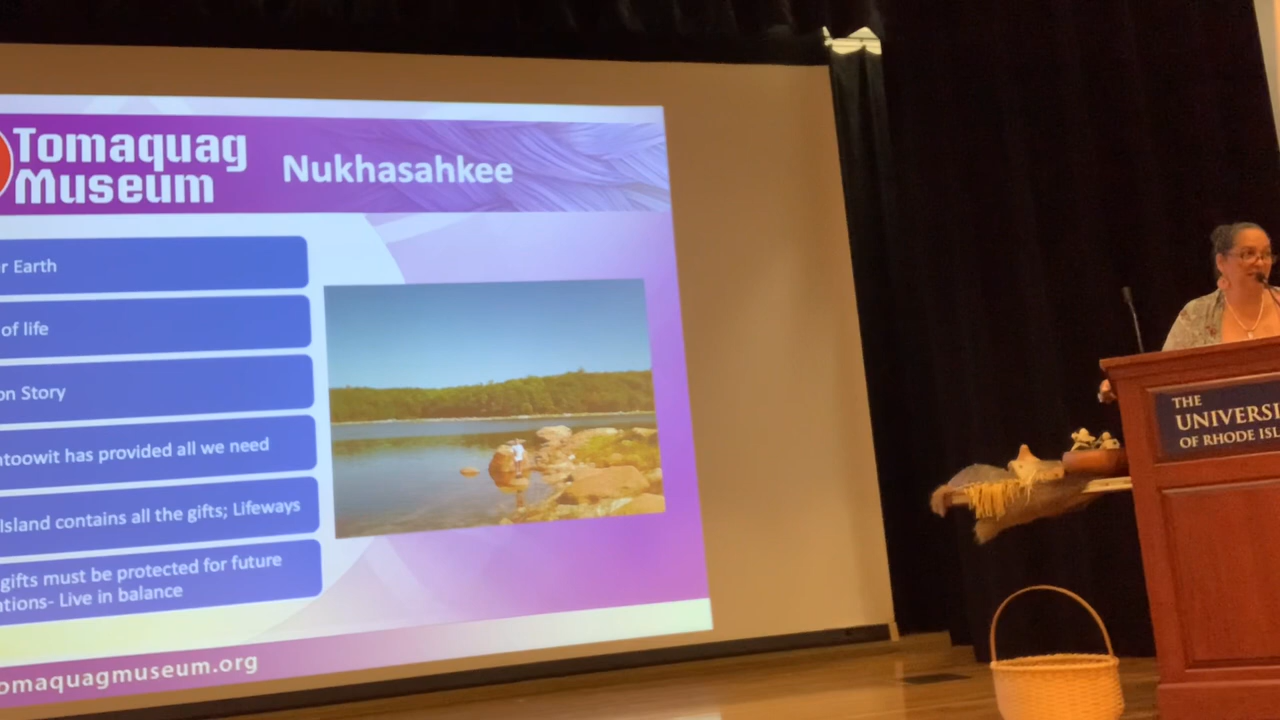 Tomaquag
Museum
Nukhasahkee
r Earth
of life
on Story
ntoowit has provided all we need
Island contains all the gifts; Lifeways
gifts must be protected for future
ations- Live in balance
omaquagmuseum.org
THE
UNIVERSI
OF RHODE ISL